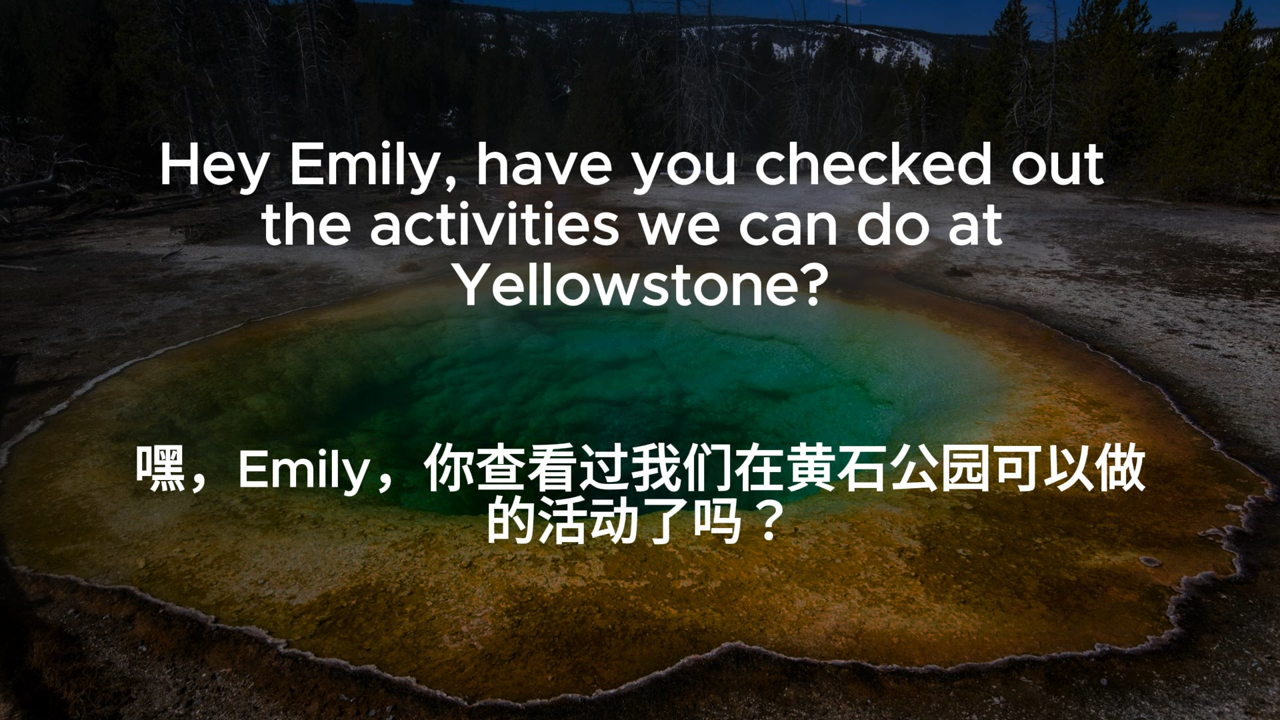 Hey Emily, have you checked out
the activities we can do at
Yellowstone?
嘿，Emily，你查看过我们在黄石公园可以做
的活动了吗？